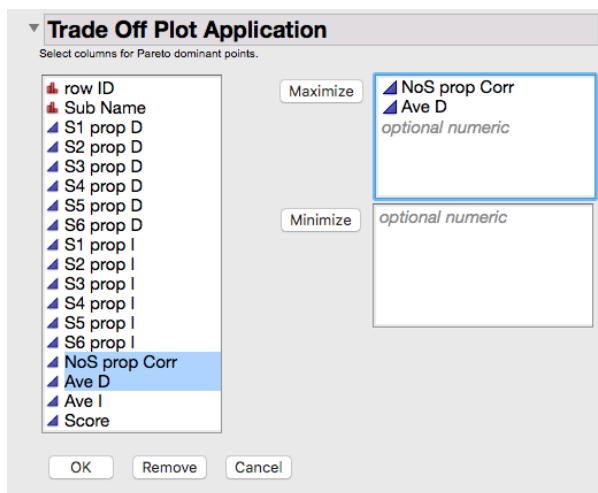 Trade Off Plot Application
Select columns for Pareto dominant points.
row ID
Sub Name
S1 prop D
S2 prop D
S3 prop D
S4 prop D
S5 prop D
S6 prop D
S1 prop I
S2 prop I
S3 prop I
S4 prop I
S5 prop I
S6 prop I
NoS prop Corr
Ave D
Ave I
Score
Maximize
NoS prop Corr
Ave D
optional numeric
Minimize
optional numeric
OK Remove Cancel